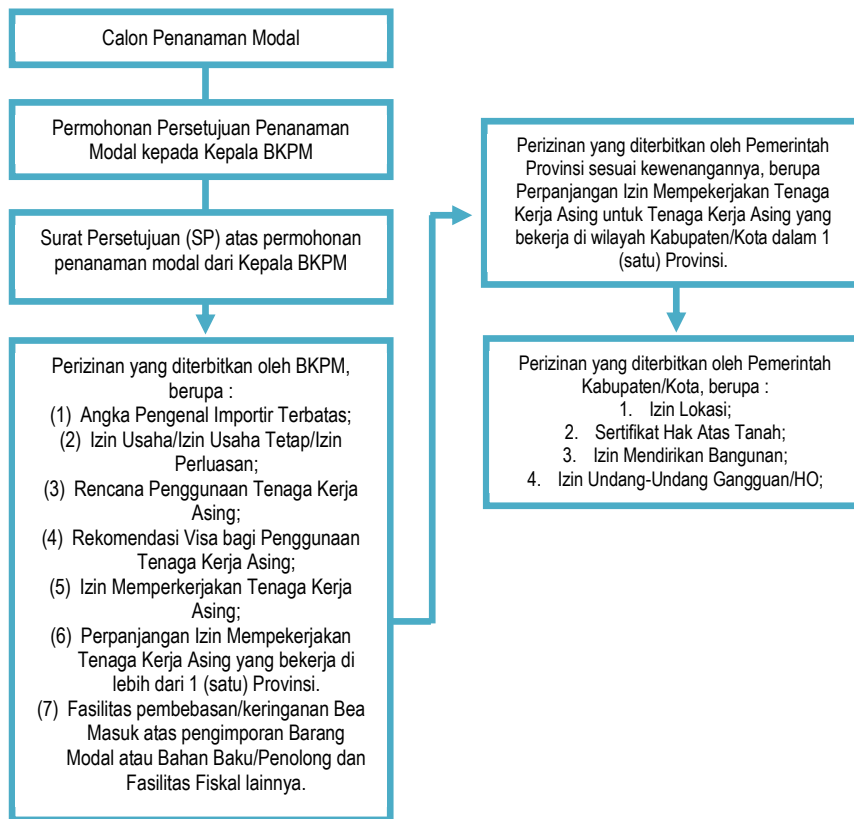 Calon Penanaman Modal
Permohonan Persetujuan Penanaman
Modal kepada Kepala BKPM
Surat Persetujuan (SP) atas permohonan
penanaman modal dari Kepala BKPM
Perizinan yang diterbitkan oleh BKPM,
berupa :
(1) Angka Pengenal Importir Terbatas;
(2) Izin Usaha/Izin Usaha Tetap/Izin
Perluasan;
(3) Rencana Penggunaan Tenaga Kerja
Asing;
(4) Rekomendasi Visa bagi Penggunaan
Tenaga Kerja Asing;
(5) Izin Memperkerjakan Tenaga Kerja
Asing;
(6) Perpanjangan Izin Mempekerjakan
Tenaga Kerja Asing yang bekerja di
lebih dari 1 (satu) Provinsi.
(7) Fasilitas pembebasan/keringanan Bea
Masuk atas pengimporan Barang
Modal atau Bahan Baku/Penolong dan
Fasilitas Fiskal lainnya.
Perizinan yang diterbitkan oleh Pemerintah
Provinsi sesuai kewenangannya, berupa
Perpanjangan Izin Mempekerjakan Tenaga
Kerja Asing untuk Tenaga Kerja Asing yang
bekerja di wilayah Kabupaten/Kota dalam 1
(satu) Provinsi.
Perizinan yang diterbitkan oleh Pemerintah
Kabupaten/Kota, berupa :
1. Izin Lokasi;
2. Sertifikat Hak Atas Tanah;
3. Izin Mendirikan Bangunan;
4. Izin Undang-Undang Gangguan/HO;